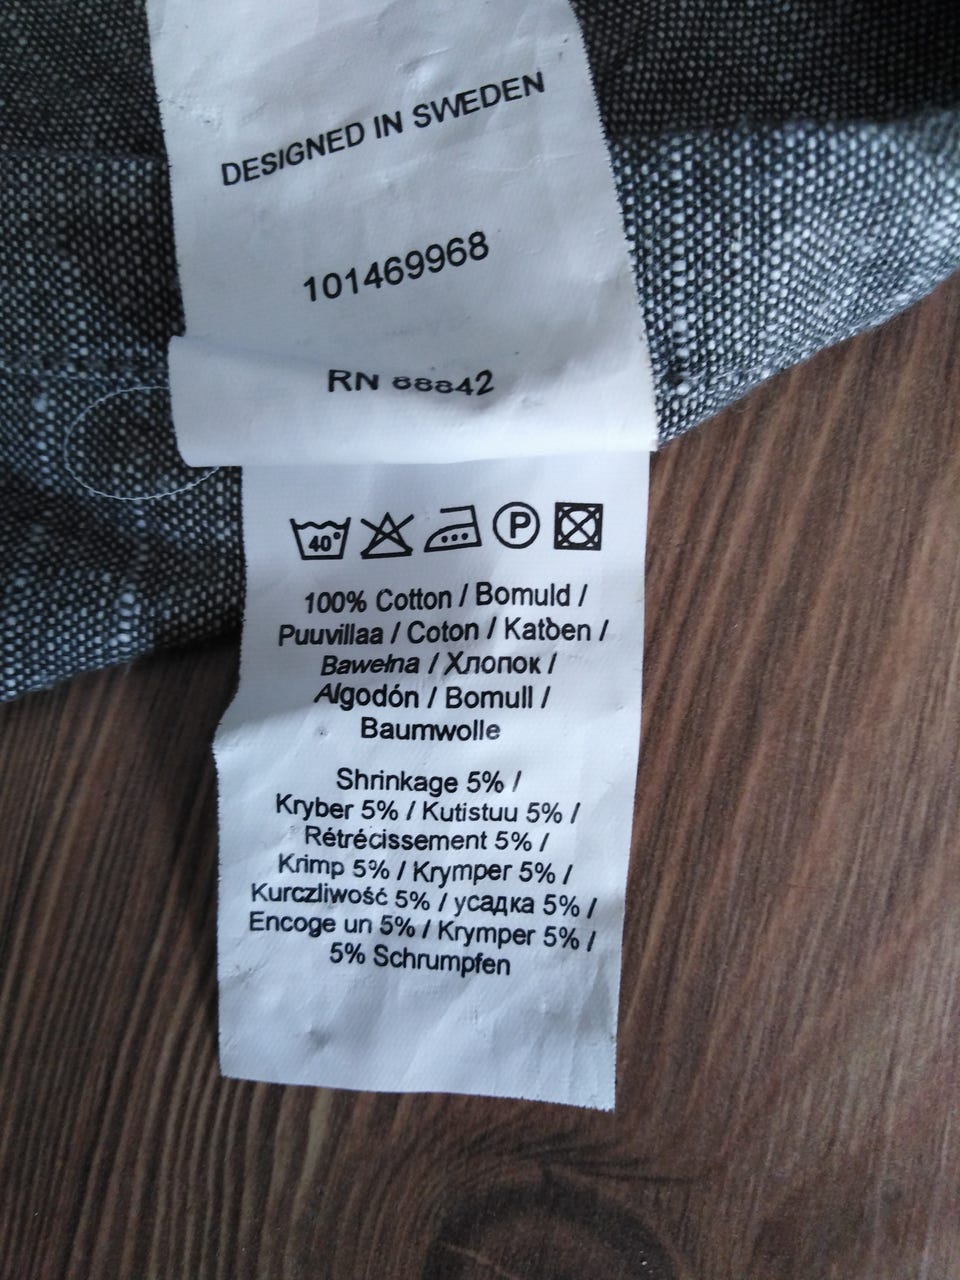 DESIGNED IN SWEDEN
101469968
RN 88842
40°
P
100% Cotton / Bomuld /
Puuvillaa / Coton / Katoen /
Bawełna / Хлопок /
Algodón / Bomull /
Baumwolle
Shrinkage 5% /
Kryber 5% / Kutistuu 5% /
Rétrécissement 5% /
Krimp 5% / Krymper 5% /
Kurczliwość 5% / усадка 5% /
Encoge un 5% / Krymper 5% /
5% Schrumpfen